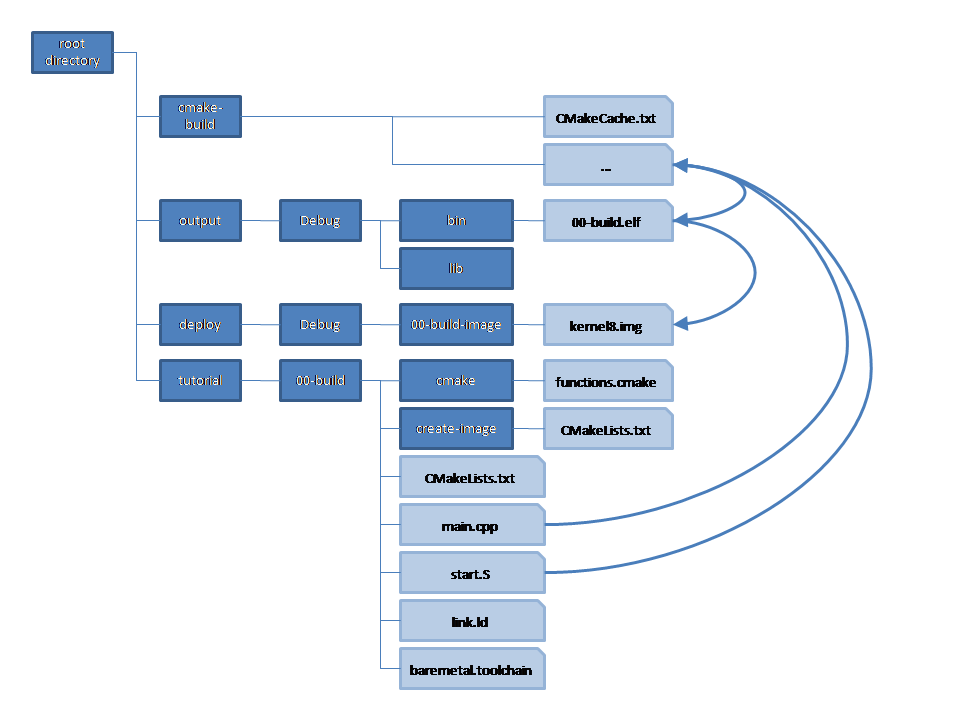 root
directory
cmake-
build
CMakeCache.txt
...
output
Debug
bin
00-build.elf
lib
deploy
Debug
00-build-image
kernel8.img
tutorial
00-build
cmake
functions.cmake
create-image
CMakeLists.txt
CMakeLists.txt
main.cpp
start.S
link.ld
baremetal.toolchain